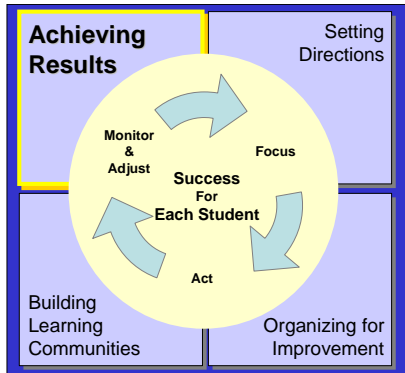 Achieving
Results
Setting
Directions
Monitor
&
Adjust
Focus
Success
For
Each Student
Act
Building
Learning
Communities
Organizing for
Improvement